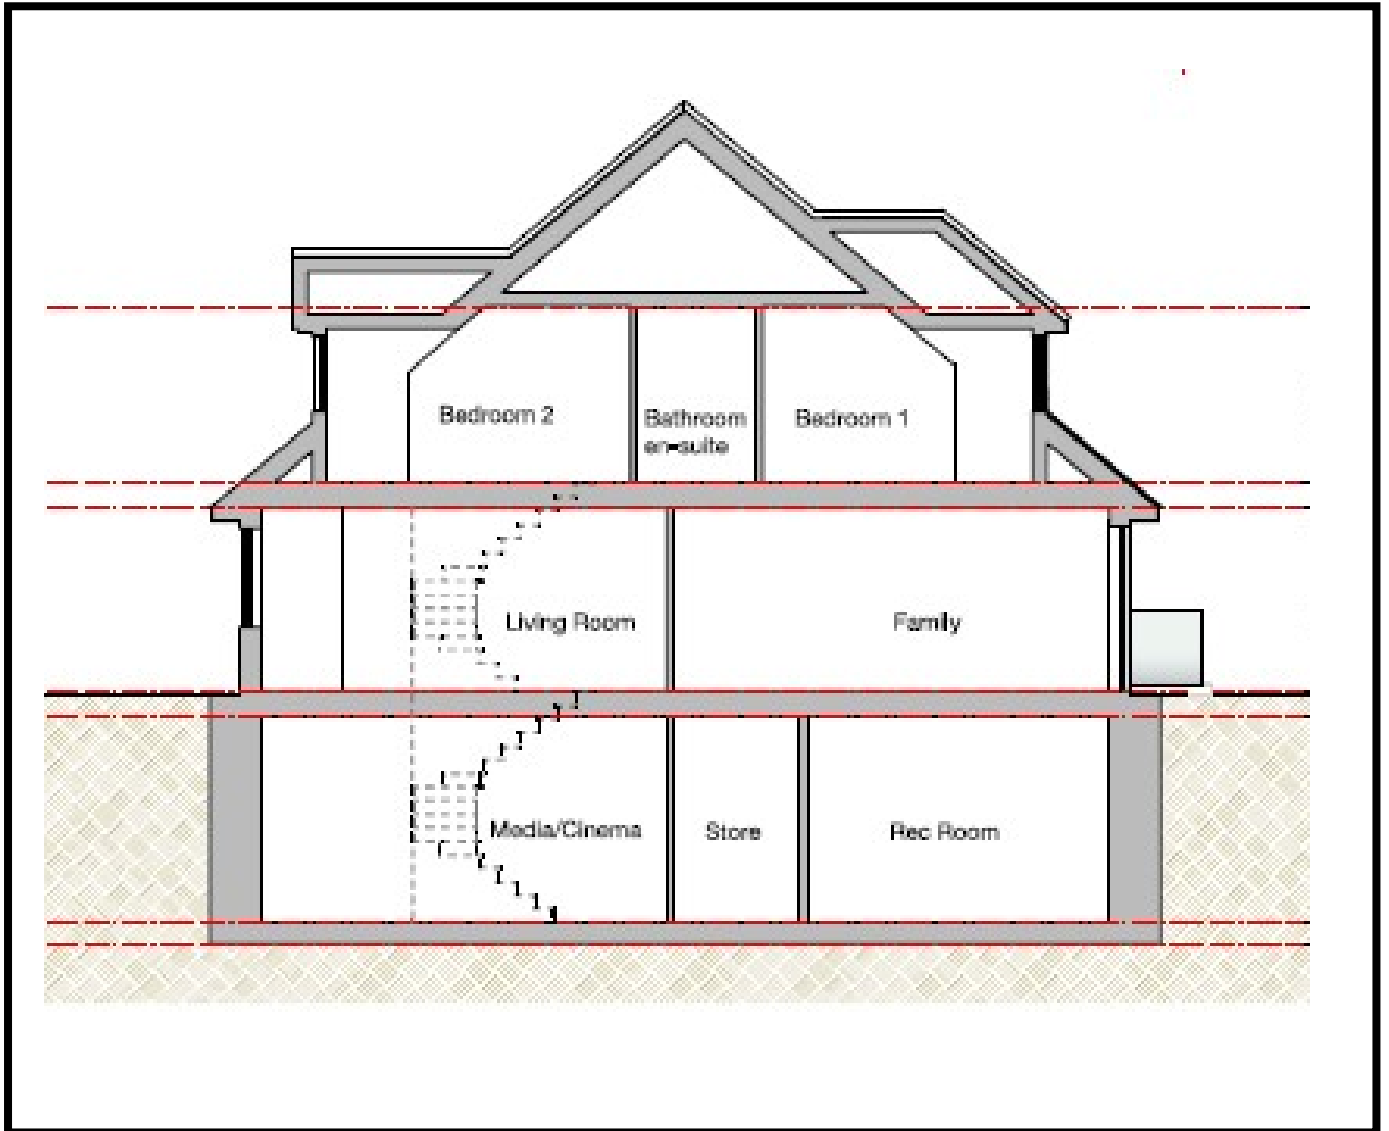 Bedroom 2
Bathroom
en-suite
Bedroom 1
Living Room
Family
Media/Cinema
Store
Rec Room